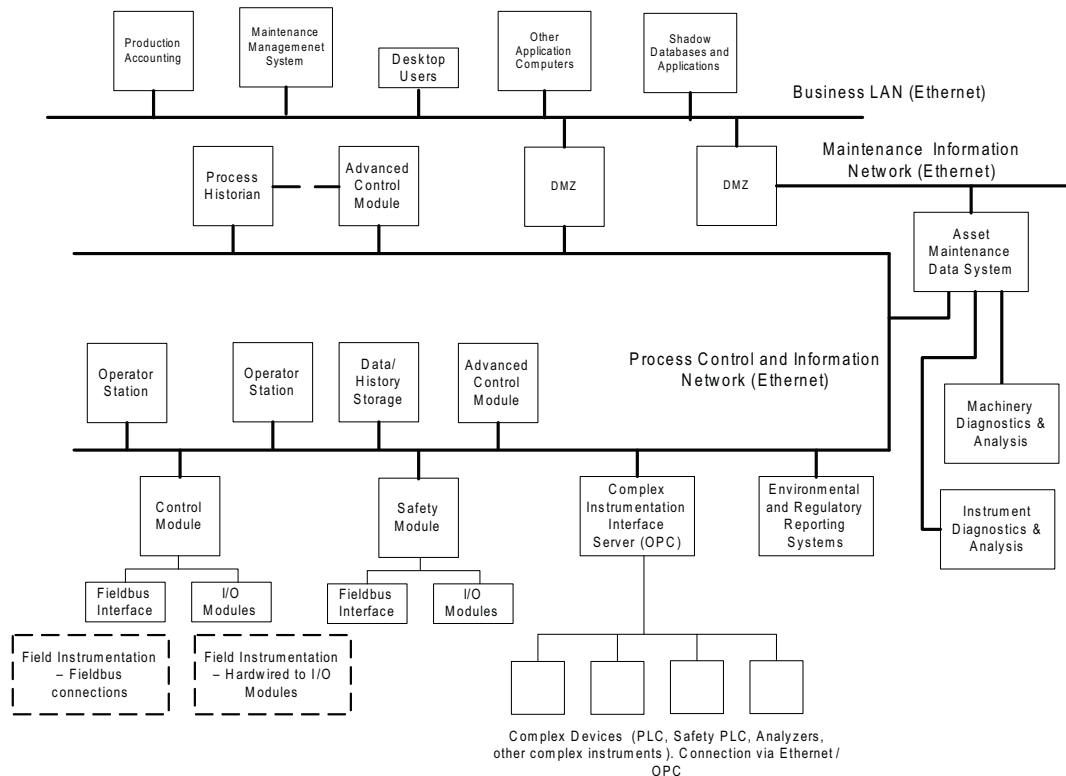 Production
Accounting
Maintenance
Managemenet
System
Desktop
Users
Other
Application
Computers
Shadow
Databases and
Applications
Business LAN (Ethernet)
Process
Historian
Advanced
Control
Module
DMZ
DMZ
Maintenance Information
Network (Ethernet)
Asset
Maintenance
Data System
Operator
Station
Operator
Station
Data/
History
Storage
Advanced
Control
Module
Process Control and Information
Network (Ethernet)
Machinery
Diagnostics &
Analysis
Control
Module
Safety
Module
Complex
Instrumentation
Interface
Server (OPC)
Environmental
and Regulatory
Reporting
Systems
Instrument
Diagnostics &
Analysis
Fieldbus
Interface
I/O
Modules
Fieldbus
Interface
I/O
Modules
Field Instrumentation
– Fieldbus
connections
Field Instrumentation
– Hardwired to I/O
Modules
Complex Devices (PLC, Safety PLC, Analyzers,
other complex instruments). Connection via Ethernet /
OPC